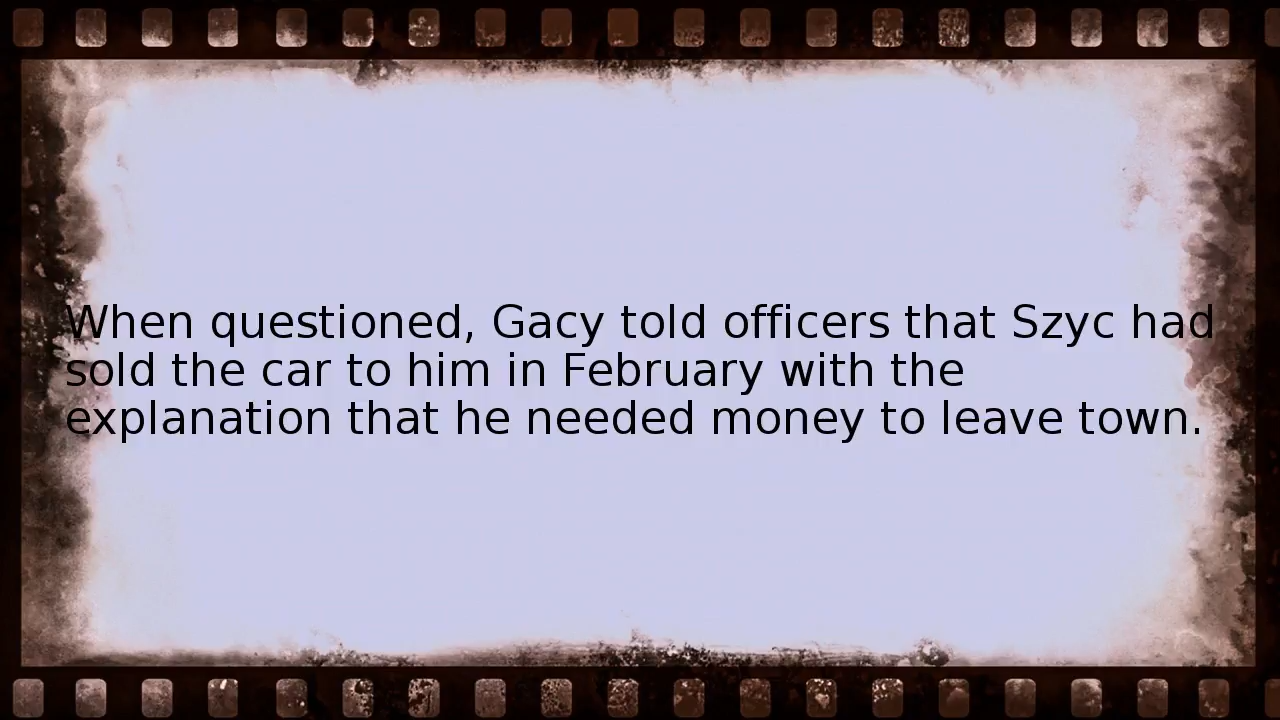 When questioned, Gacy told officers that Szyc had
sold the car to him in February with the
explanation that he needed money to leave town.